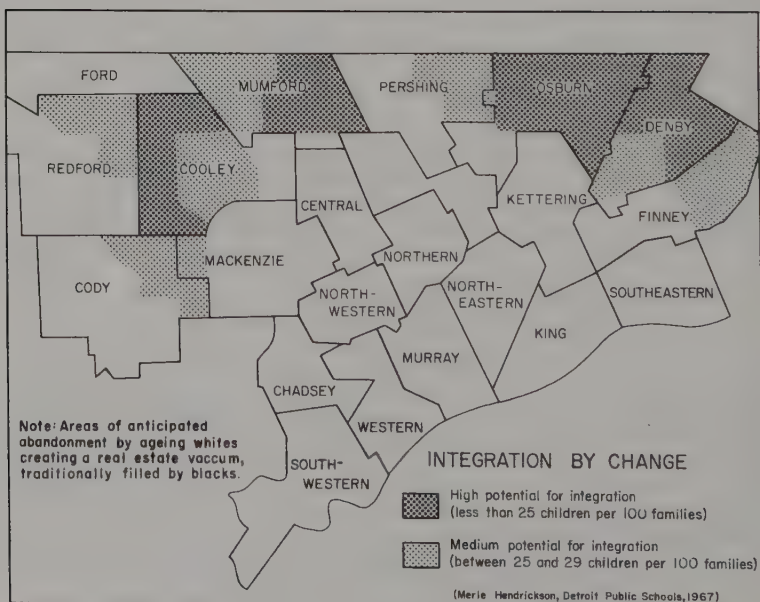 FORD
MUMFORD
PERSHING
OSBURN
DENBY
REDFORD
COOLEY
CENTRAL
KETTERING
FINNEY
CODY
MACKENZIE
NORTHERN
NORTH-
WESTERN
NORTH-
EASTERN
SOUTHEASTERN
KING
MURRAY
CHADSEY
WESTERN
SOUTH-
WESTERN
Note: Areas of anticipated
abandonment by ageing whites
creating a real estate vaccum,
traditionally filled by blacks.
INTEGRATION BY CHANGE
High potential for integration
(less than 25 children per 100 families)
Medium potential for integration
(between 25 and 29 children per 100 families)
(Merle Hendrickson, Detroit Public Schools, 1967)